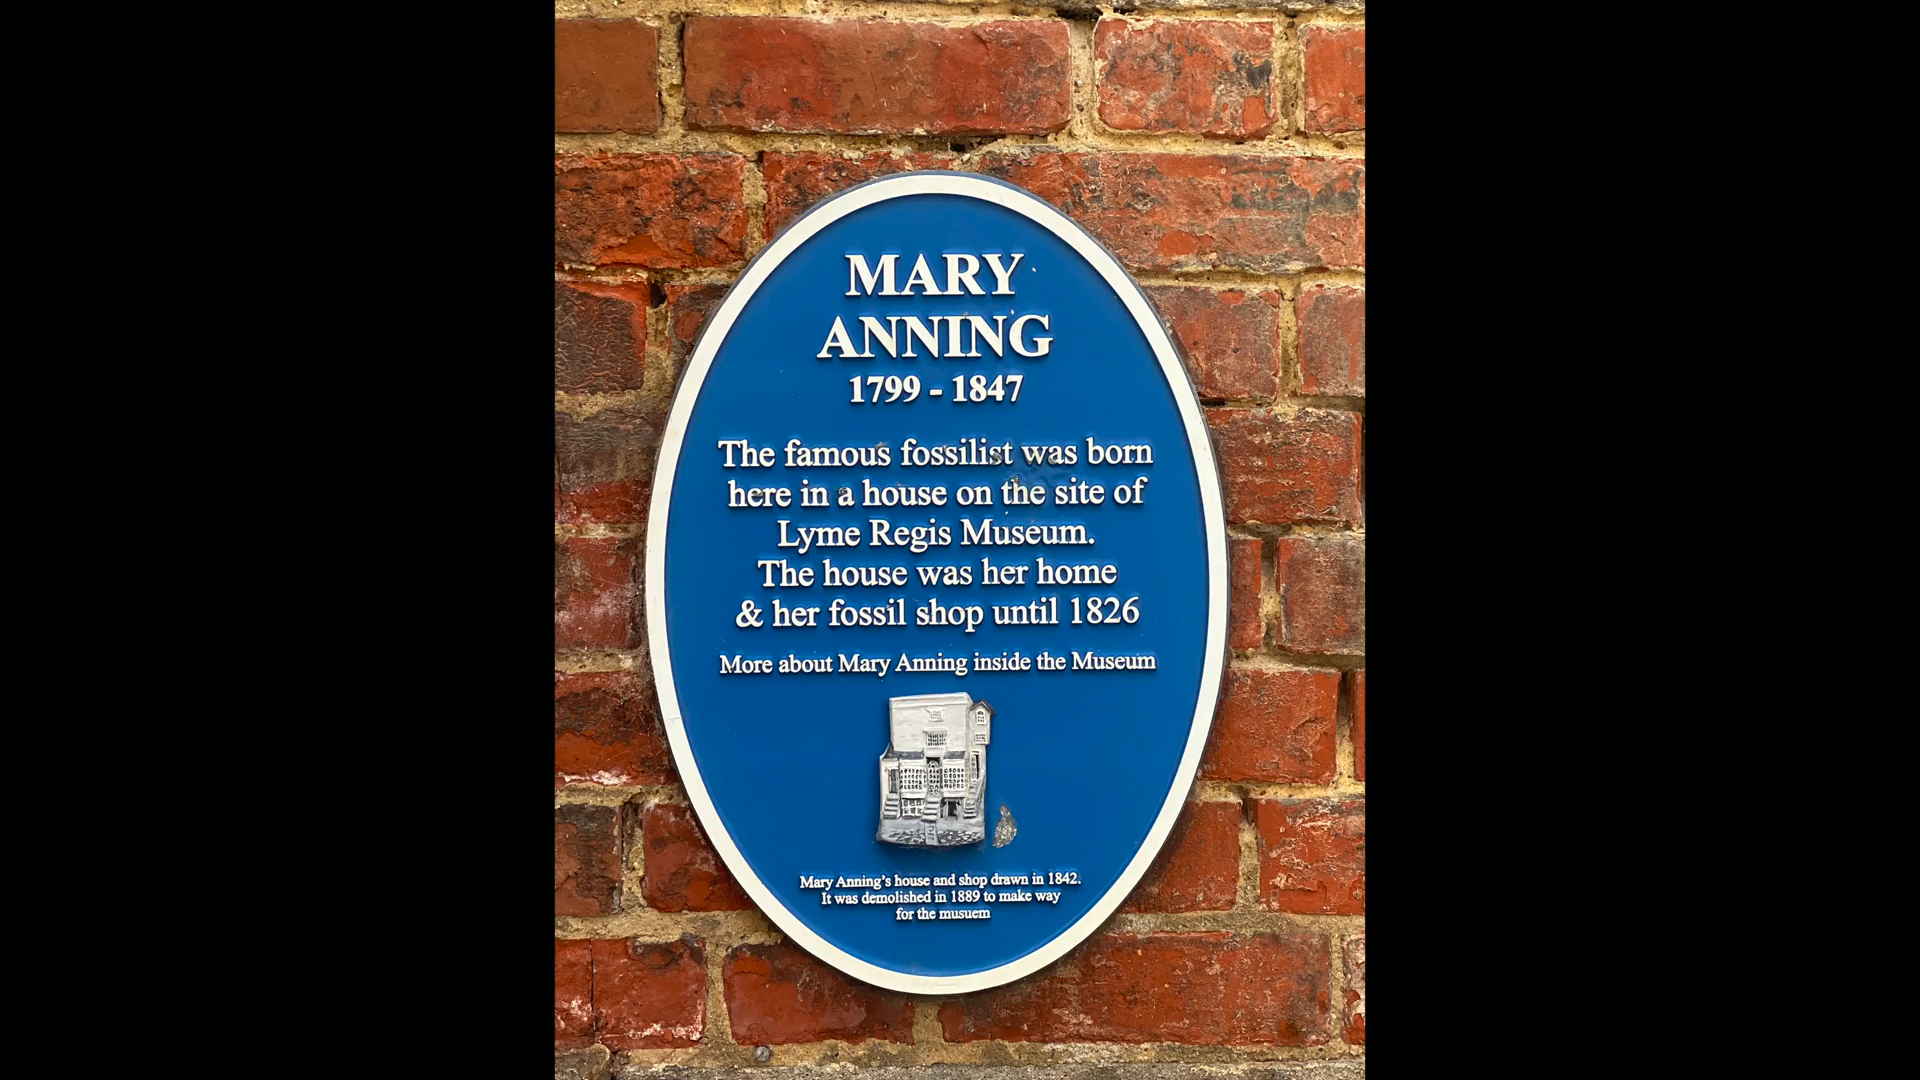 MARY
ANNING
1799 - 1847
The famous fossilist was born
here in a house on the site of
Lyme Regis Museum.
The house was her home
& her fossil shop until 1826
More about Mary Anning inside the Museum
Mary Anning's house and shop drawn in 1842.
It was demolished in 1889 to make way
for the musuem